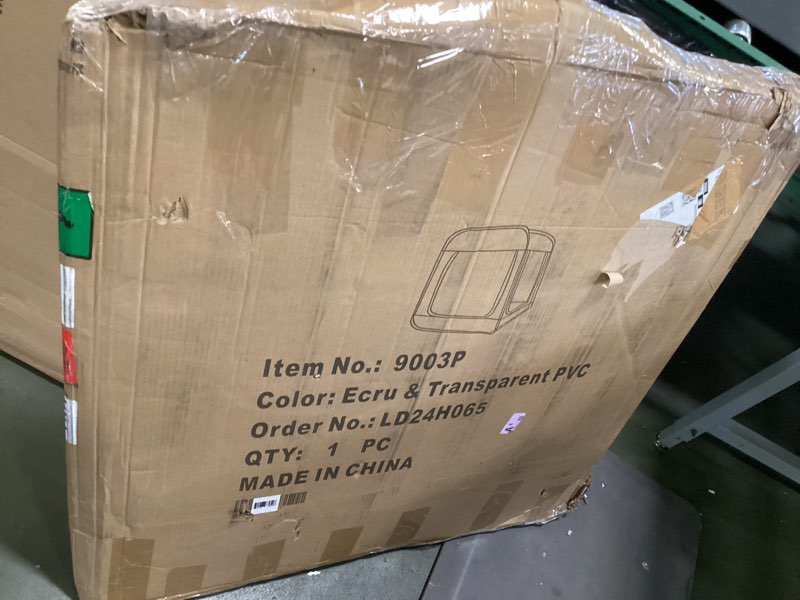 Item No.: 9003P
Color: Ecru & Transparent PVC
Order No.: LD24H065
QTY: 1 PC
MADE IN CHINA